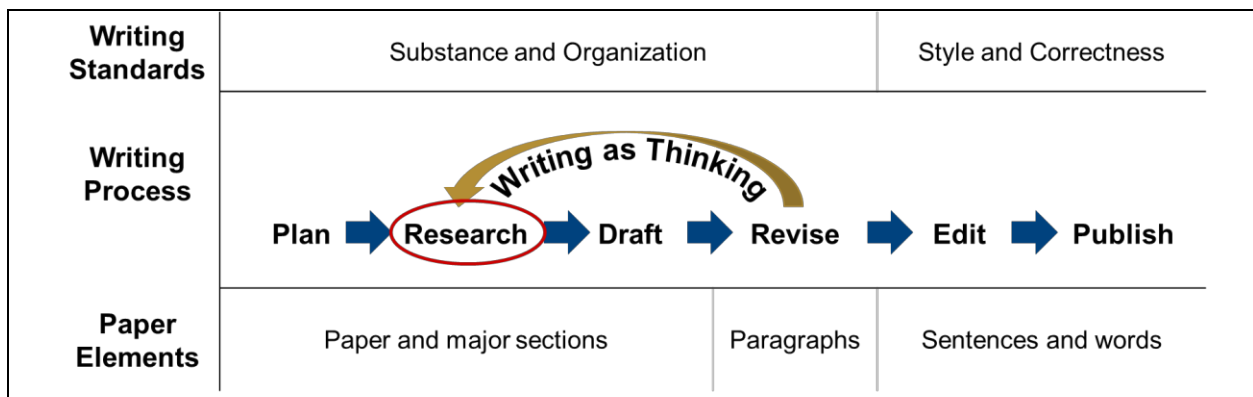 Writing
Standards
Substance and Organization
Style and Correctness
Writing
Process
Writing as Thinking
Plan
Research
Draft
Revise
Edit
Publish
Paper
Elements
Paper and major sections
Paragraphs
Sentences and words